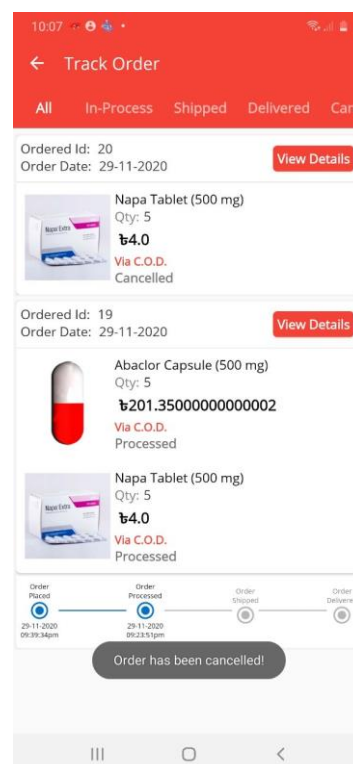 10:07
Track Order
All In-Process Shipped Delivered Can
Ordered Id: 20
Order Date: 29-11-2020
View Details
Napa Tablet (500 mg)
Qty: 5
৳4.0
Via C.O.D.
Cancelled
Ordered Id: 19
Order Date: 29-11-2020
View Details
Abaclor Capsule (500 mg)
Qty: 5
৳201.35000000000002
Via C.O.D.
Processed
Napa Tablet (500 mg)
Qty: 5
৳4.0
Via C.O.D.
Processed
Order Placed
29-11-2020
09:39:34pm
Order Processed
29-11-2020
09:23:51pm
Order Shipped
Order Delivere
Order has been cancelled!